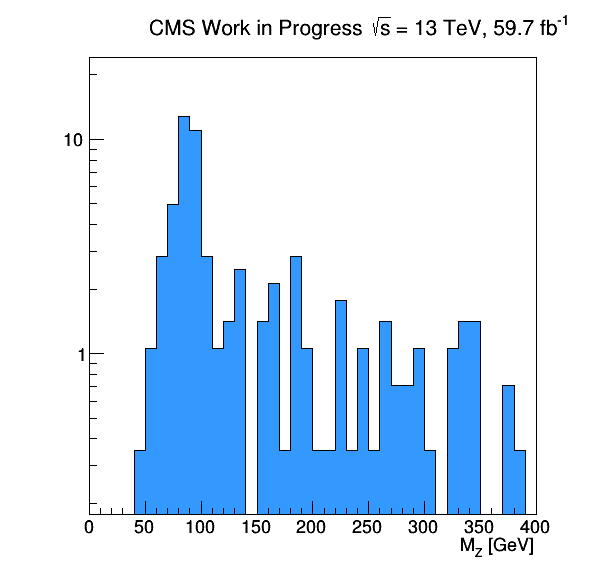 CMS Work in Progress √s = 13 TeV, 59.7 fb⁻¹
10
1
0 50 100 150 200 250 300 350 400
M_Z [GeV]